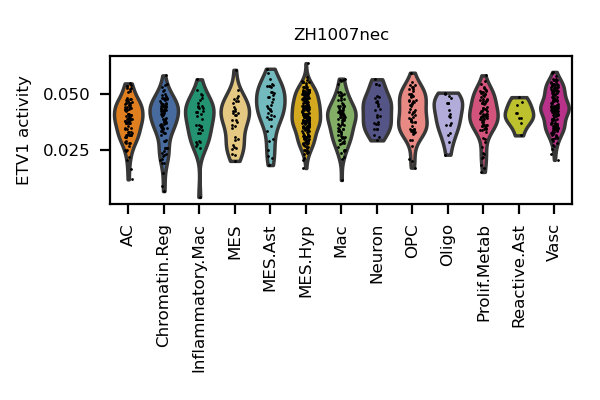 ZH1007nec
ETV1 activity
0.050
0.025
AC
Chromatin.Reg
Inflammatory.Mac
MES
MES.Ast
MES.Hyp
Mac
Neuron
OPC
Oligo
Prolif.Metab
Reactive.Ast
Vasc